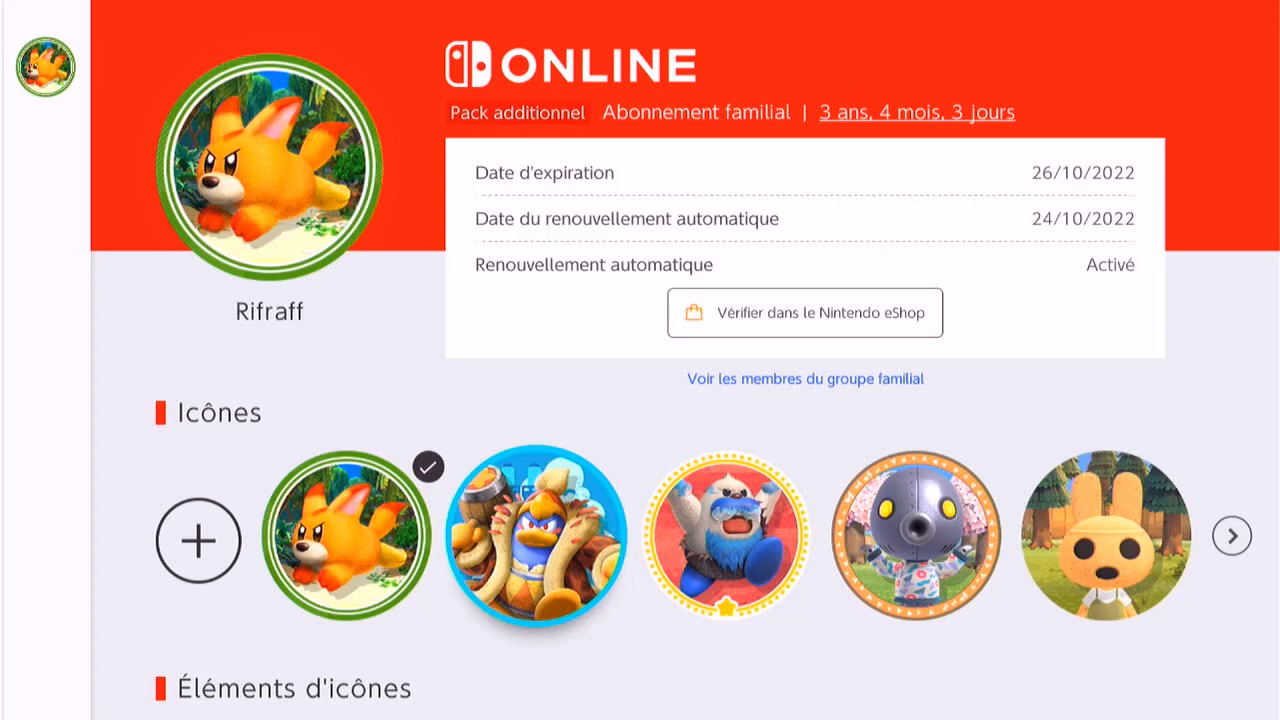 ONLINE
Pack additionnel Abonnement familial | 3 ans, 4 mois, 3 jours
Date d'expiration 26/10/2022
Date du renouvellement automatique 24/10/2022
Renouvellement automatique Activé
Vérifier dans le Nintendo eShop
Voir les membres du groupe familial
Rifraff
Icônes
Éléments d'icônes